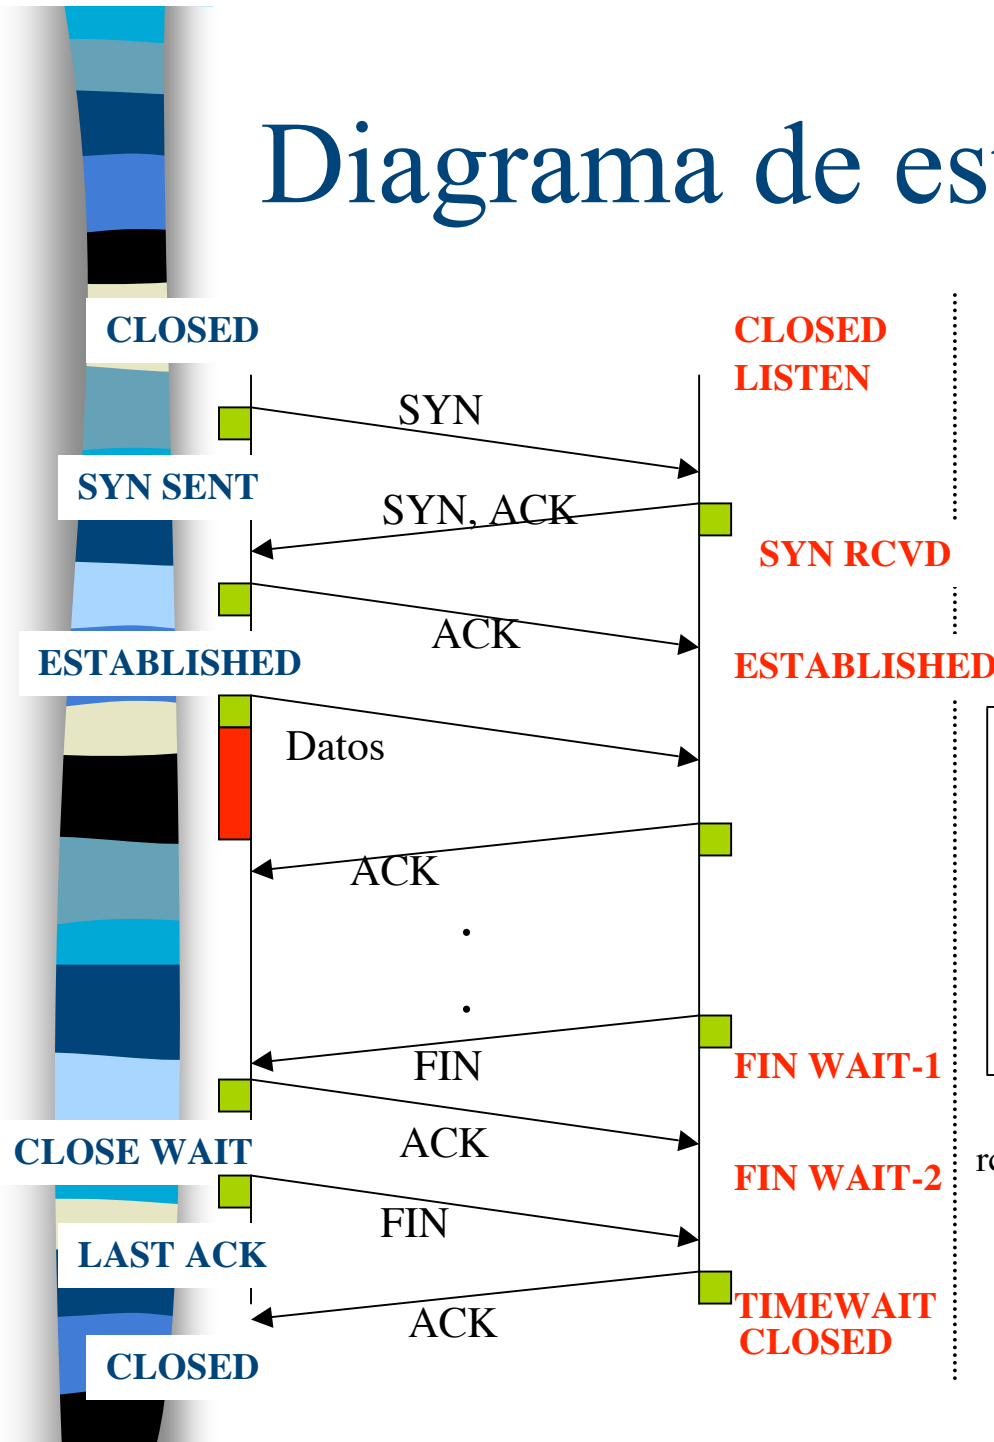 Diagrama de es
CLOSED
CLOSED
LISTEN
SYN
SYN SENT
SYN, ACK
SYN RCVD
ACK
ESTABLISHED
ESTABLISHED
Datos
ACK
.
.
FIN
FIN WAIT-1
ACK
CLOSE WAIT
FIN WAIT-2
FIN
LAST ACK
TIMEWAIT
ACK
CLOSED
CLOSED